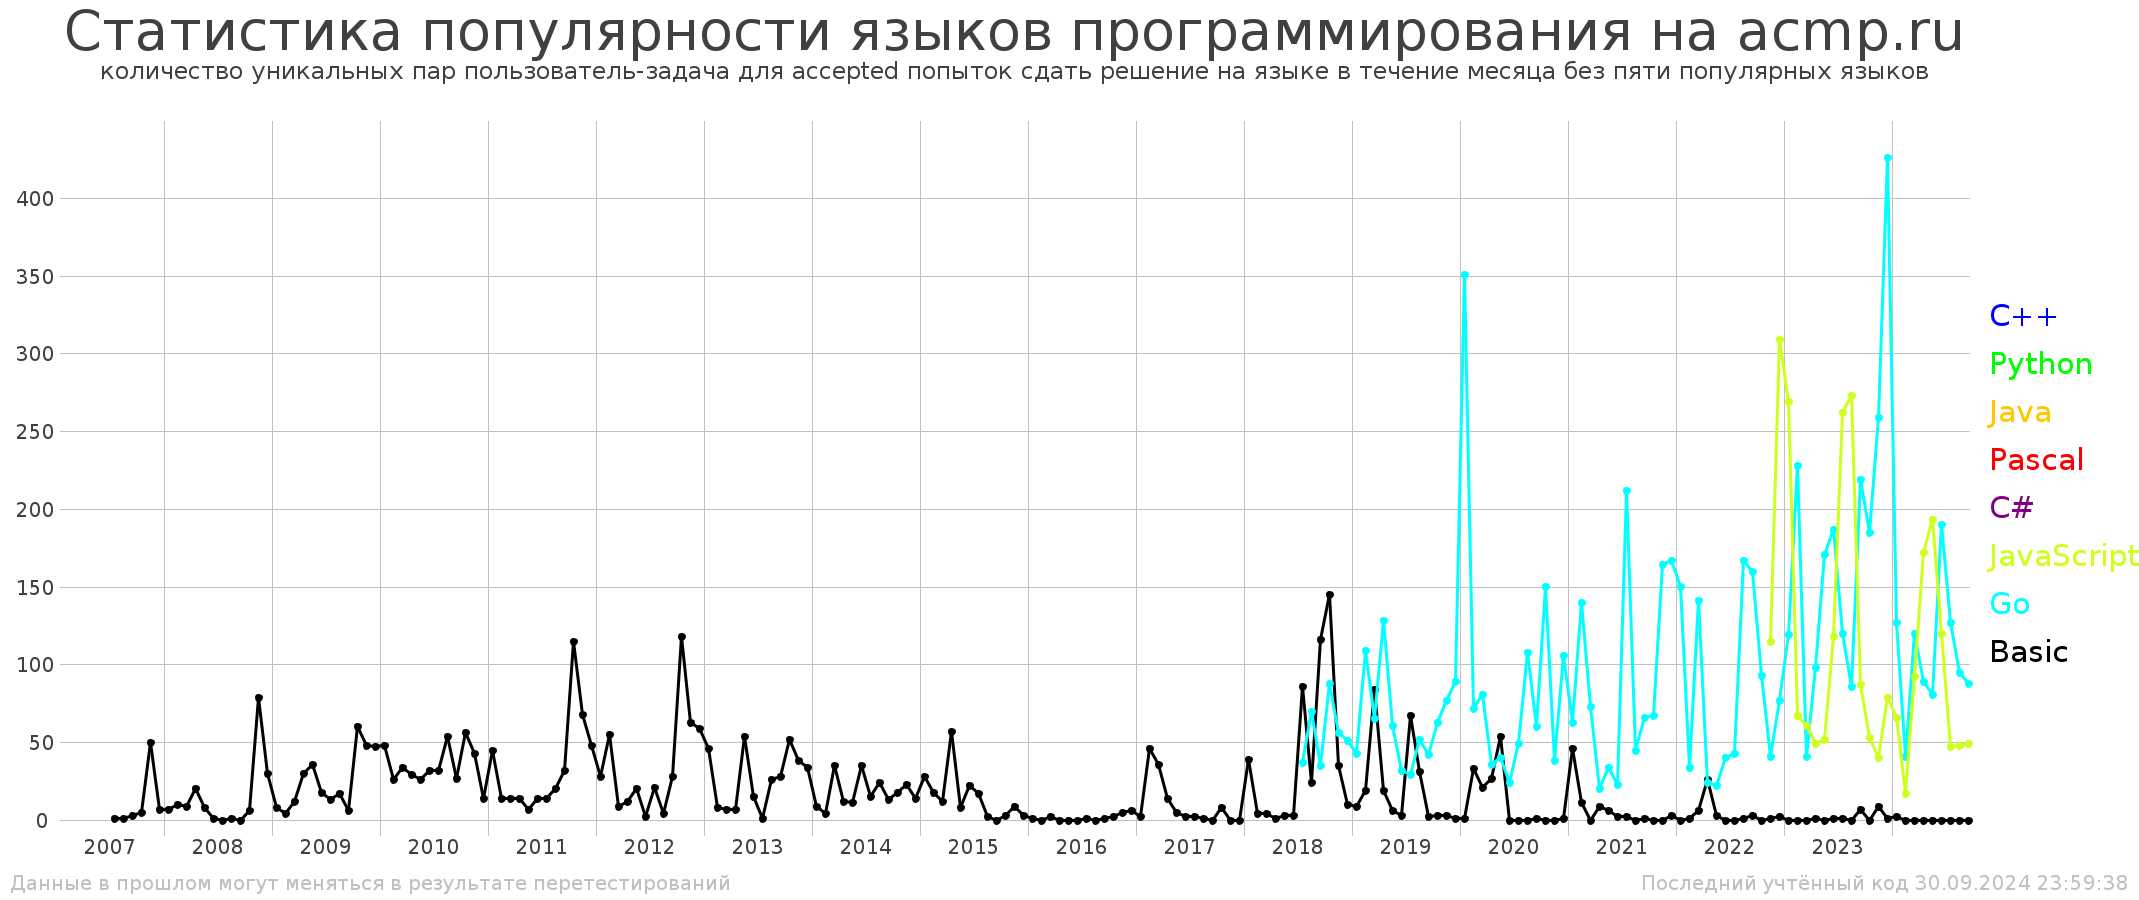 Статистика популярности языков программирования на acmp.ru
количество уникальных пар пользователь-задача для accepted попыток сдать решение на языке в течение месяца без пяти популярных языков
400
350
300
250
200
150
100
50
0
C++
Python
Java
Pascal
C#
JavaScript
Go
Basic
2007 2008 2009 2010 2011 2012 2013 2014 2015 2016 2017 2018 2019 2020 2021 2022 2023
Данные в прошлом могут меняться в результате перетестирований
Последний учтённый код 30.09.2024 23:59:38